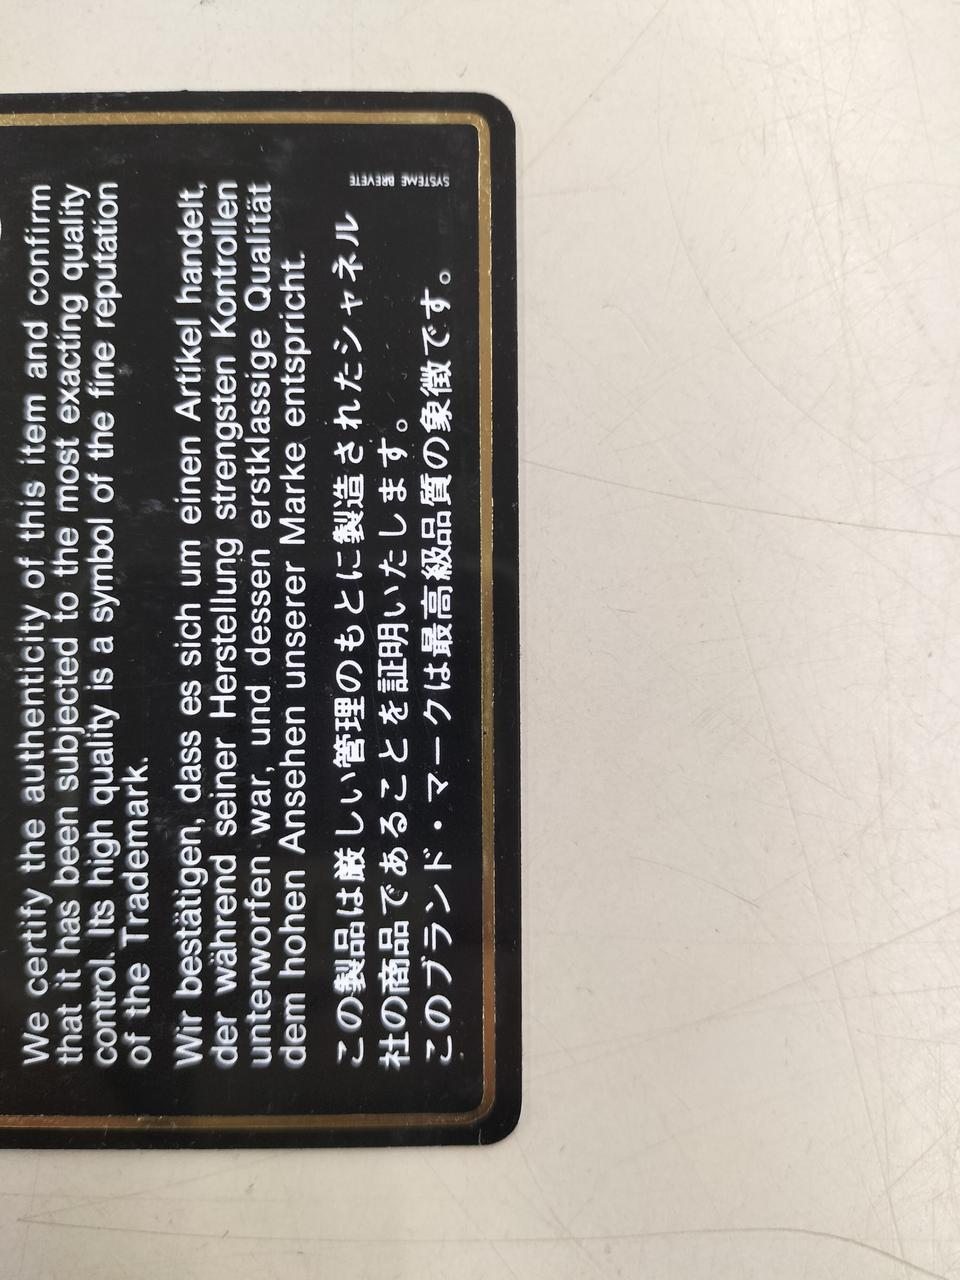 We certify the authenticity of this item and confirm
that it has been subjected to the most exacting quality
control. Its high quality is a symbol of the fine reputation
of the Trademark.
Wir bestätigen, dass es sich um einen Artikel handelt,
der während seiner Herstellung strengsten Kontrollen
unterworfen war, und dessen erstklassige Qualität
dem hohen Ansehen unserer Marke entspricht.
この製品は厳しい管理のもとに製造されたシャネル
社の商品であることを証明いたします。
このブランド・マークは最高級品質の象徴です。
SYSTEME BREVETE